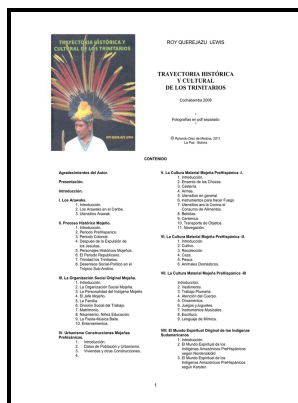 TRAYECTORIA HISTÓRICA Y
CULTURAL DE LOS TRINITARIOS
ROY QUEREJAZU LEWIS
TRAYECTORIA HISTÓRICA
Y CULTURAL
DE LOS TRINITARIOS
Cochabamba 2008
Fotografías en pdf separado
© Rolando Diez de Medina, 2011
La Paz - Bolivia
CONTENIDO
Agradecimientos del Autor.
Presentación.
Introducción.
I. Los Arawaks
1. Introducción.
2. Los Arawaks en el Caribe.
3. Utensilios Arawak.
II. Proceso Histórico Mojeño.
1. Introducción.
2. Periodo Prehispánico.
3. Periodo Colonial.
4. Después de la Expulsión de
los Jesuitas.
5. Personajes Históricos Mojeños.
6. El Periodo Republicano.
7. Trinidad los Trinitarios.
8. Desenlace Social-Político en el
Trópico Sub Andino.
III. La Organización Social Original Mojeña.
1. Introducción.
2. La Organización Social Mojeña.
3. La Personalidad del Indígena Mojeño
4. El Jefe Mojeño.
5. La Familia.
6. División Social del Trabajo.
7. Matrimonio.
8. Nacimiento; Niñez Educación.
9. La Fiesta-Música Baile.
10. Enterramientos.
IV. Urbanismo Construcciones Mojeñas
Prehispánicas.
1. Introducción.
2. Datos de Población y Urbanismo.
3. Viviendas y otras Construcciones.
4.
V. La Cultura Material Mojeña PreHispánica -I.
1. Introducción.
2. Enseres de las Chozas.
3. Cestería.
4. Armas.
5. Utensilios en general.
6. Instrumentos para hacer Fuego
7. Utensilios para la Cocina el
Consumo de Alimentos.
8. Bebidas.
9. Cerámica.
10. Transporte de Objetos.
11. Navegación.
VI. La Cultura Material Mojeña PreHispánica -II.
1. Introducción
2. Cultivo.
3. Recolección.
4. Caza.
5. Pesca.
6. Animales Domésticos.
VII. La Cultura Material Mojeña PreHispánica -III
Introducción.
2. Vestimenta.
3. Trabajo Plumaria.
4. Atención del Cuerpo.
5. Ornamentos.
6. Juegos Juguetes.
7. Instrumentos Musicales.
8. Escritura.
9. Lenguaje de Mímica.
VIII. El Mundo Espiritual Original de los Indígenas
Sudamericanos
1. Introducción
2. El Mundo Espiritual de los
Indígenas Amazónicos PreHispánicos
según Nordenskiöld
3. El Mundo Espiritual de los
Indígenas Amazónicos PreHispánicos
según Karsten.
1